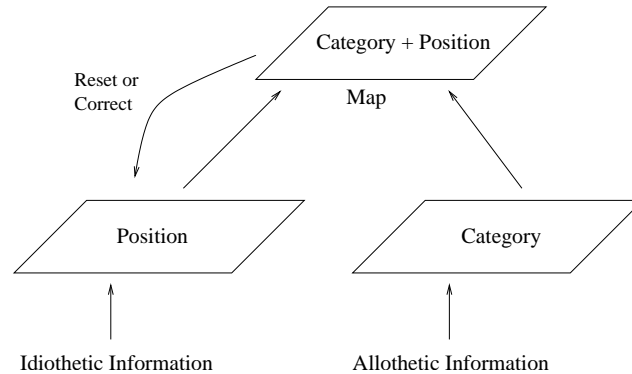 Category + Position
Reset or
Correct
Map
Position
Category
Idiothetic Information
Allothetic Information